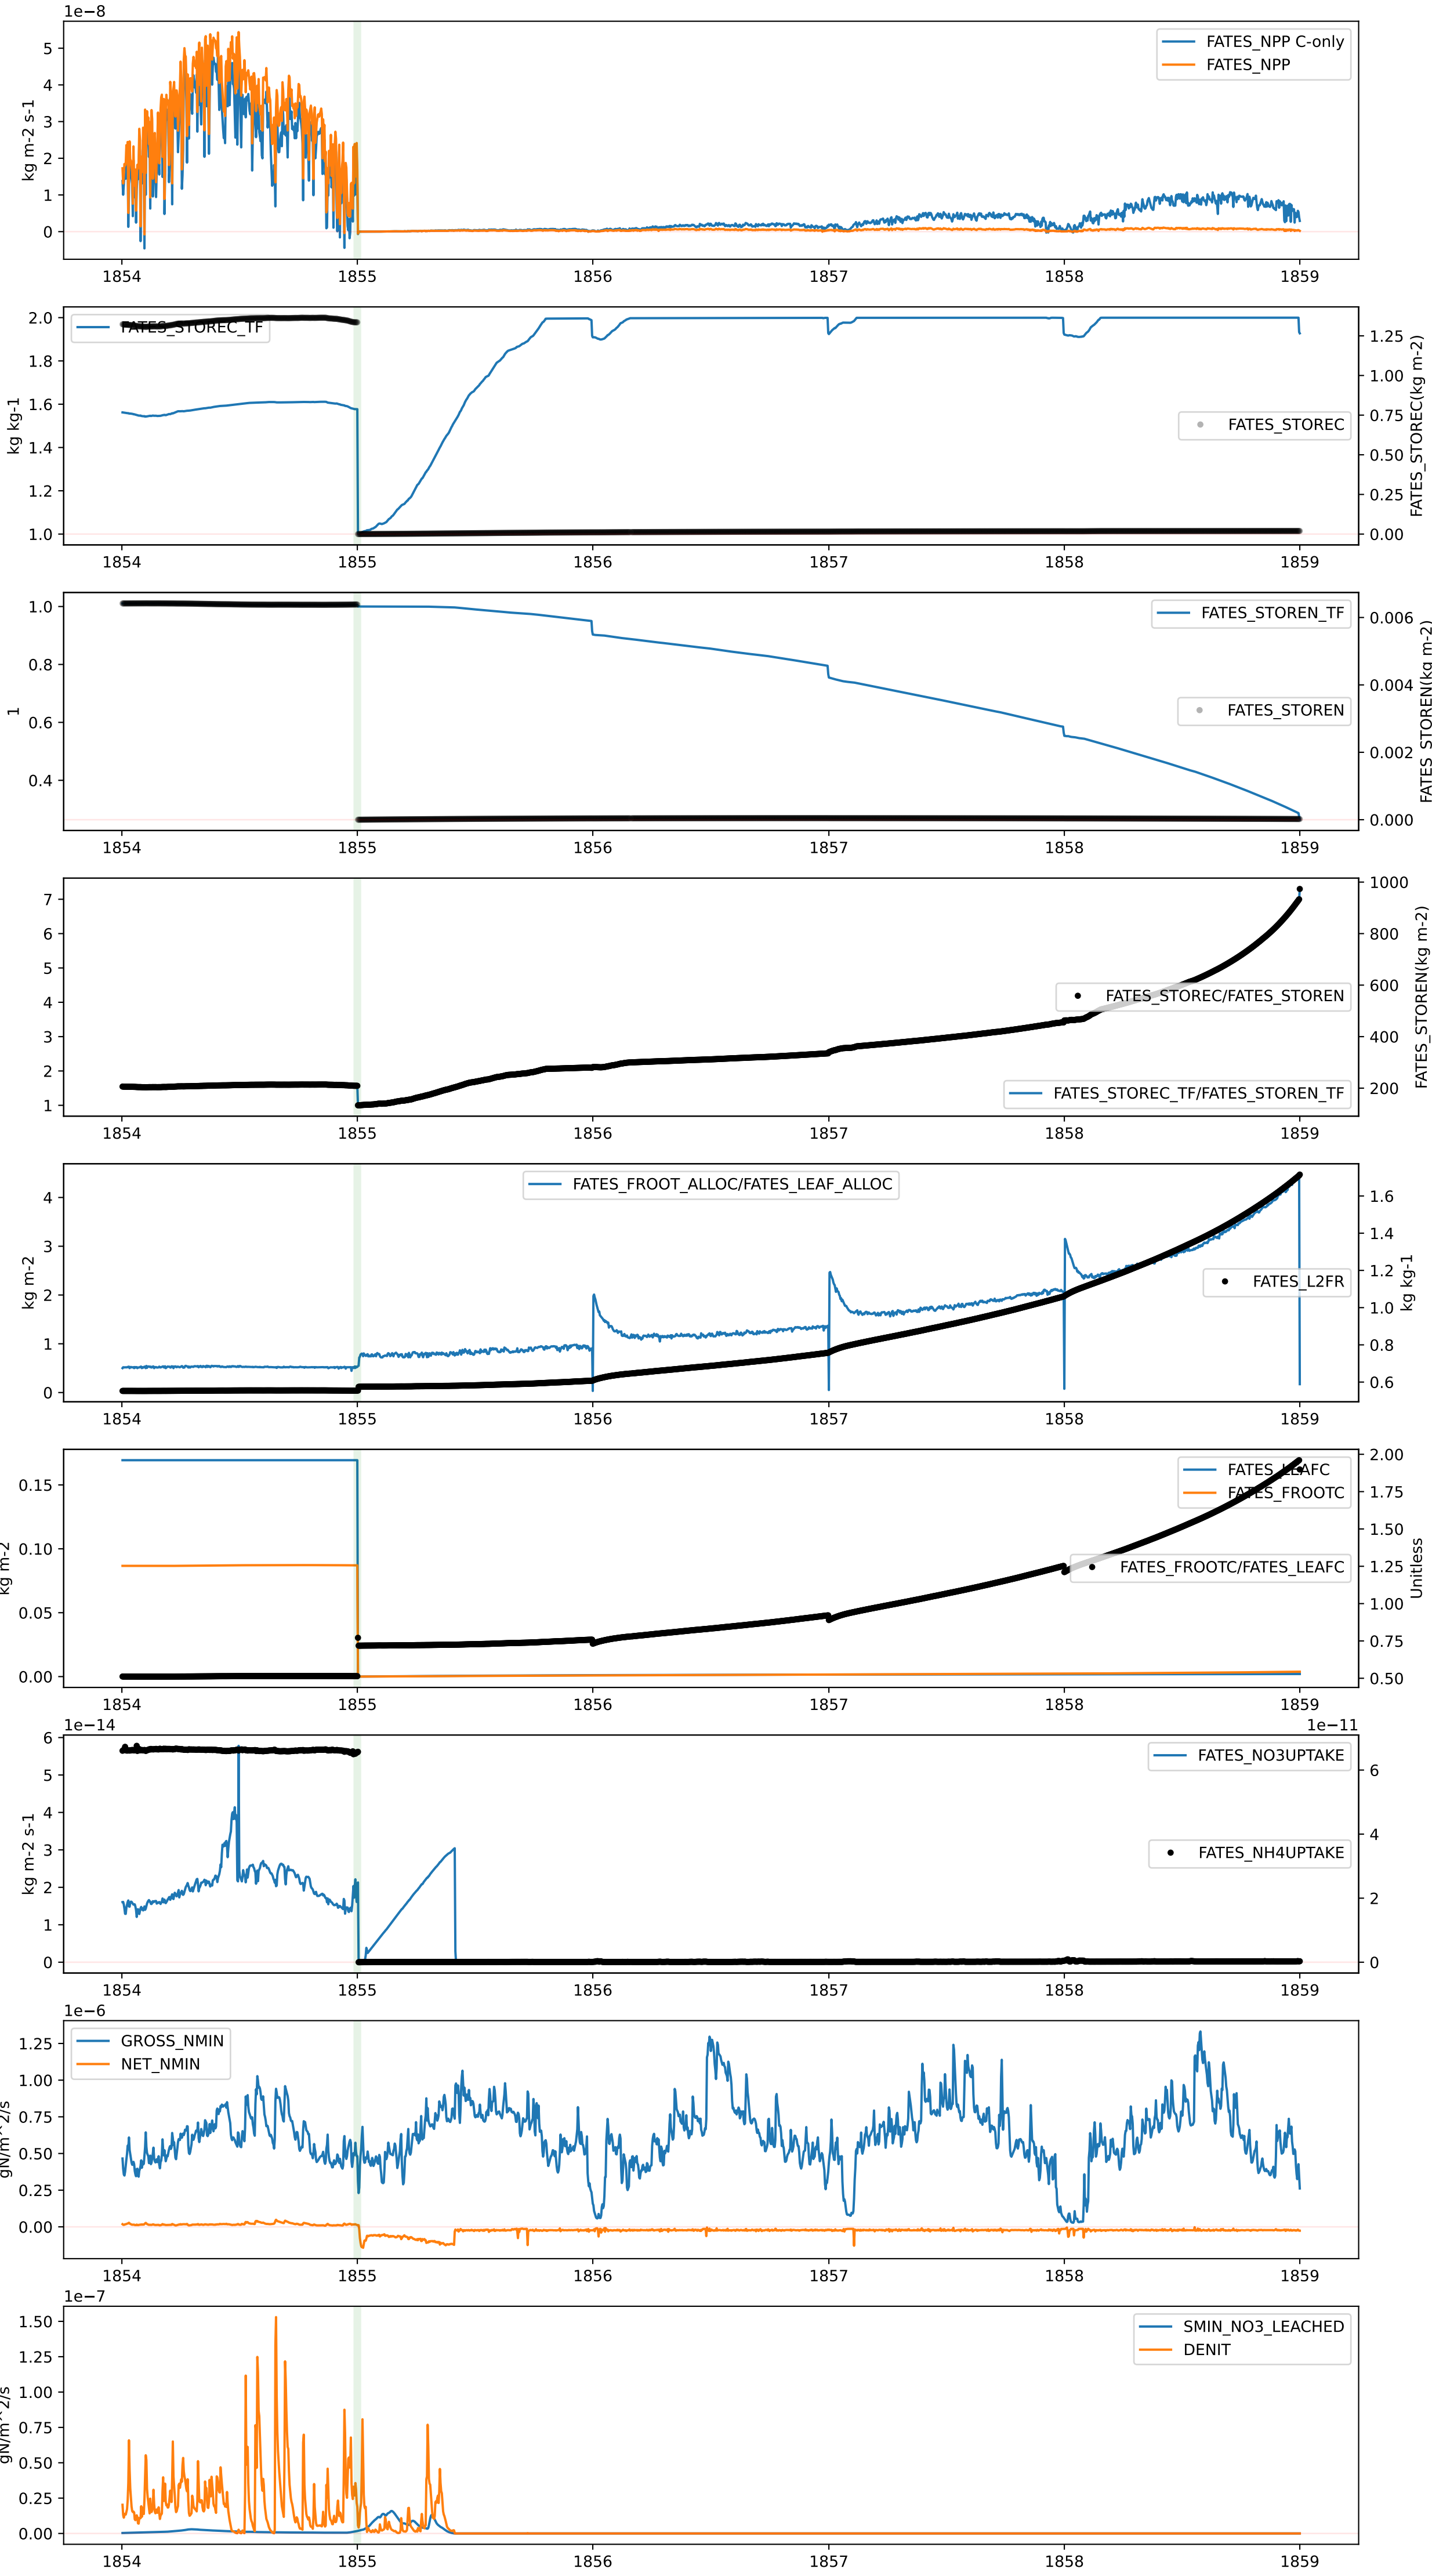 1e−8
5
4
3
2
1
0
kg m-2 s-1
FATES_NPP C-only
FATES_NPP
1854 1855 1856 1857 1858 1859
2.0
1.8
1.6
1.4
1.2
1.0
kg kg-1
FATES_STOREC_TF
FATES_STOREC
1.25
1.00
0.75
0.50
0.25
0.00
FATES_STOREC(kg m-2)
1854 1855 1856 1857 1858 1859
1.0
0.8
0.6
0.4
1
FATES_STOREN_TF
FATES_STOREN
0.006
0.004
0.002
0.000
FATES_STOREN(kg m-2)
1854 1855 1856 1857 1858 1859
7
6
5
4
3
2
1
FATES_STOREC/FATES_STOREN
FATES_STOREC_TF/FATES_STOREN_TF
1000
800
600
400
200
FATES_STOREN(kg m-2)
1854 1855 1856 1857 1858 1859
4
3
2
1
0
kg m-2
FATES_FROOT_ALLOC/FATES_LEAF_ALLOC
FATES_L2FR
1.6
1.4
1.2
1.0
0.8
0.6
kg kg-1
1854 1855 1856 1857 1858 1859
0.15
0.10
0.05
0.00
kg m-2
FATES_LEAFC
FATES_FROOTC
FATES_FROOTC/FATES_LEAFC
2.00
1.75
1.50
1.25
1.00
0.75
0.50
Unitless
1854 1855 1856 1857 1858 1859
1e−14
1e−11
6
5
4
3
2
1
0
kg m-2 s-1
FATES_NO3UPTAKE
FATES_NH4UPTAKE
6
4
2
0
1854 1855 1856 1857 1858 1859
1e−6
1.25
1.00
0.75
0.50
0.25
0.00
gN/m^2/s
GROSS_NMIN
NET_NMIN
1854 1855 1856 1857 1858 1859
1e−7
1.50
1.25
1.00
0.75
0.50
0.25
0.00
gN/m^2/s
SMIN_NO3_LEACHED
DENIT
1854 1855 1856 1857 1858 1859